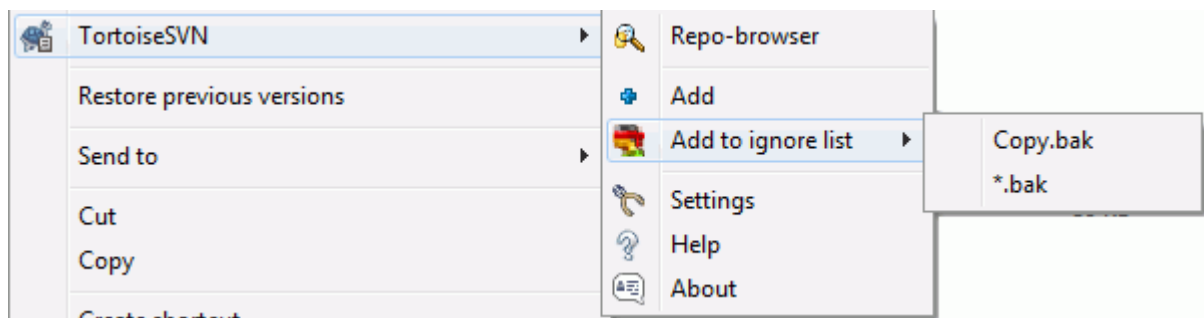 TortoiseSVN
Restore previous versions
Send to
Cut
Copy
Repo-browser
Add
Add to ignore list
Settings
Help
About
Copy.bak
*.bak